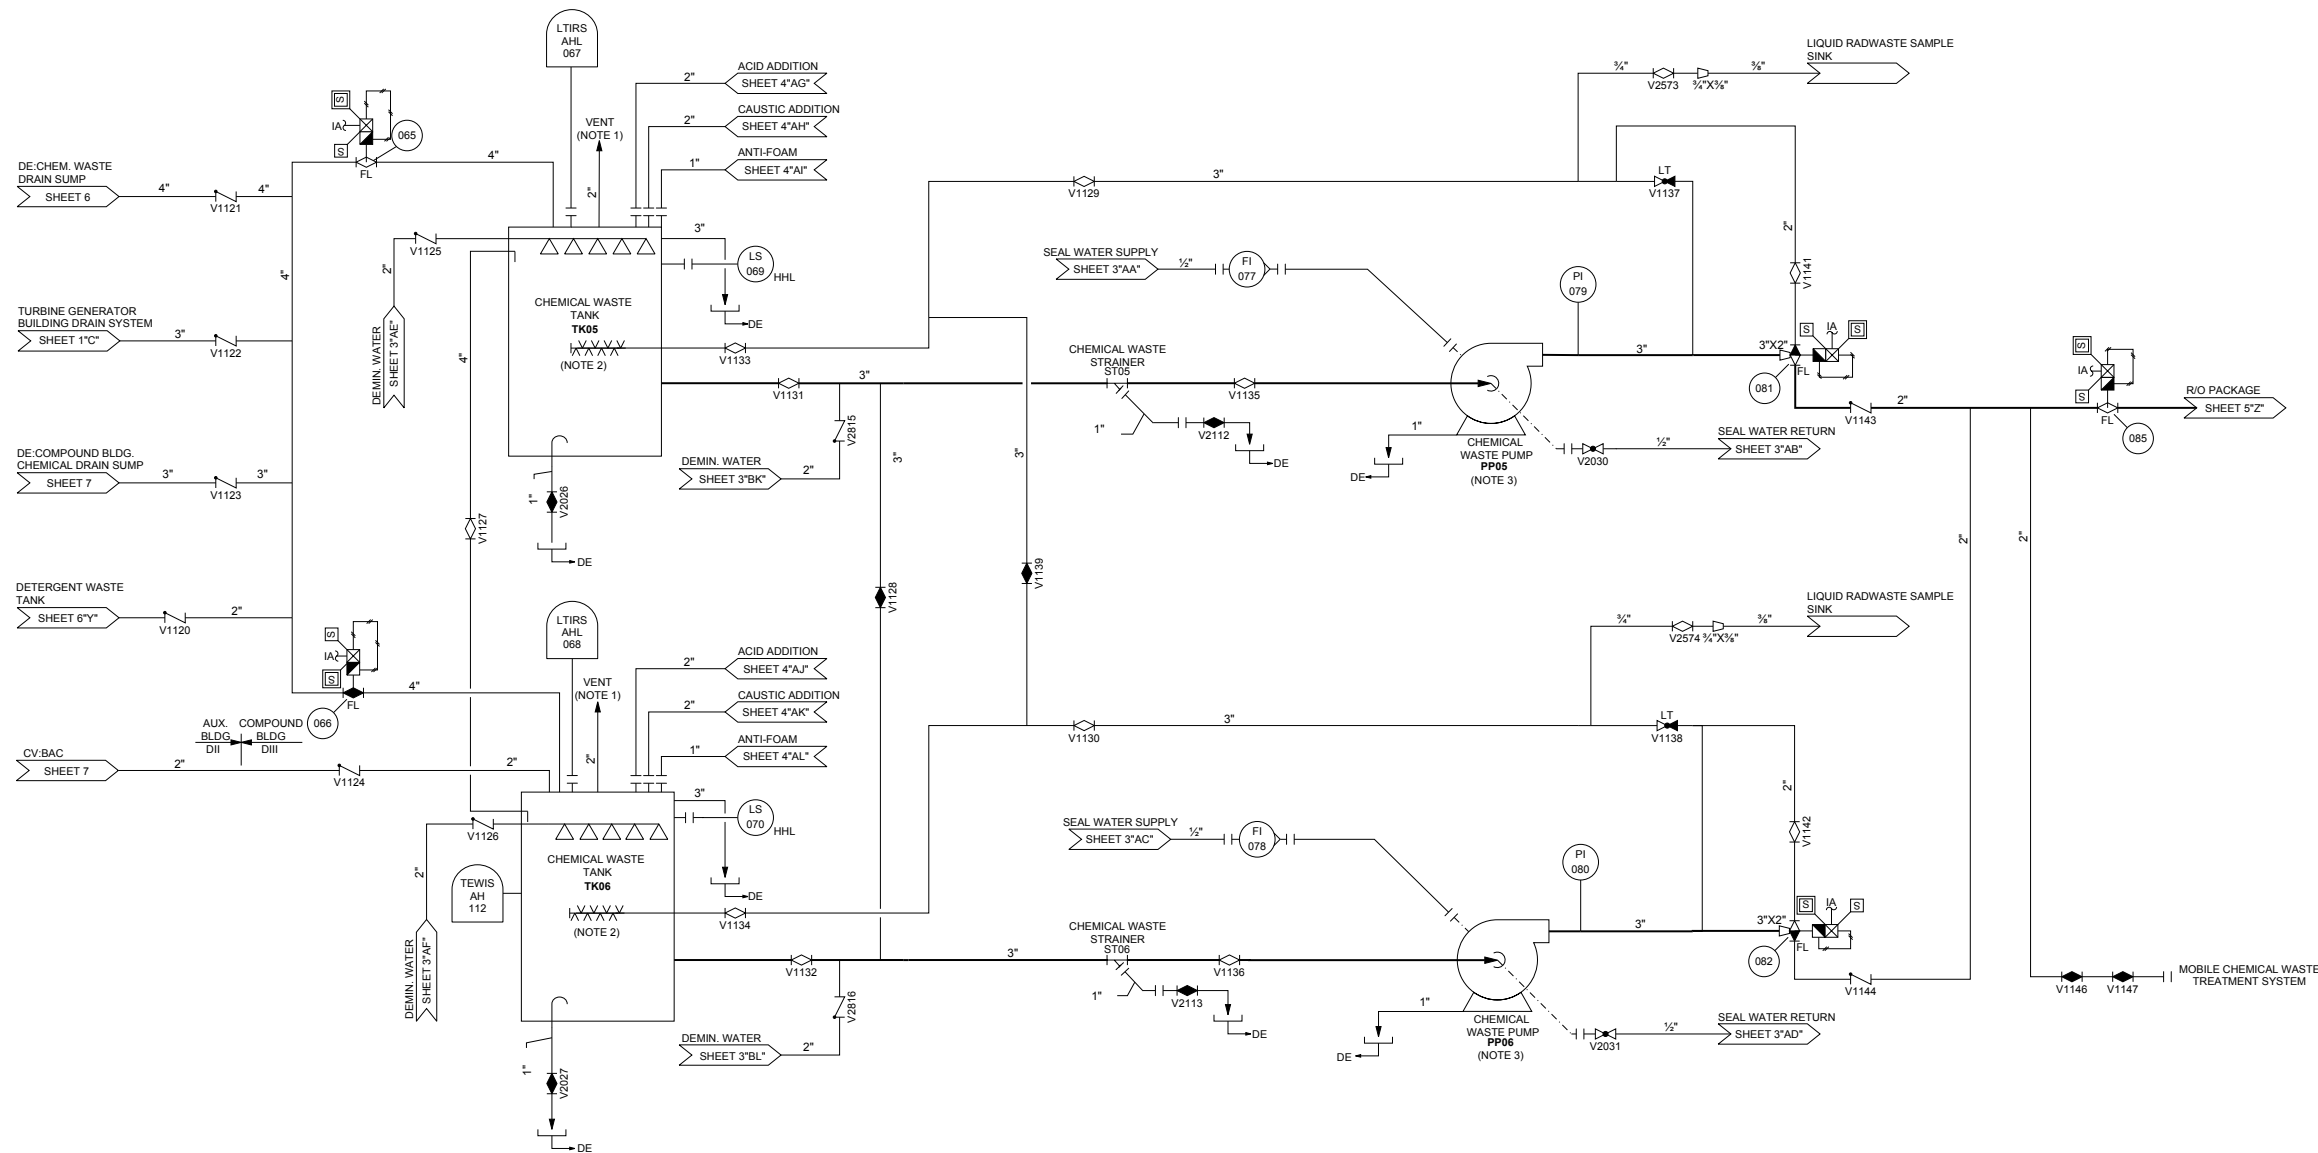 LTIRS
AHL
067
ACID ADDITION
2"
SHEET 4"AG"
CAUSTIC ADDITION
2"
SHEET 4"AH"
ANTI-FOAM
1"
SHEET 4"AI"
VENT
(NOTE 1)
2"
S
IA
S
065
FL
4"
DE:CHEM. WASTE
DRAIN SUMP
SHEET 6
4"
V1121
4"
4"
TURBINE GENERATOR
BUILDING DRAIN SYSTEM
SHEET 1"C"
3"
V1122
DE:COMPOUND BLDG.
CHEMICAL DRAIN SUMP
SHEET 7
3"
V1123
3"
DETERGENT WASTE
TANK
SHEET 6"Y"
V1120
2"
S
IA
S
FL
066
4"
AUX.
BLDG
DII
COMPOUND
BLDG
DIII
CV:BAC
SHEET 7
2"
V1124
2"
V1125
2"
DEMIN. WATER
SHEET 3"AE"
4"
V1127
3"
LS
069
HHL
DE
CHEMICAL WASTE
TANK
TK05
(NOTE 2)
V1133
V1131
3"
V2815
DEMIN. WATER
SHEET 3"BK"
2"
1"
V2026
DE
3"
V1128
3"
V1139
LTIRS
AHL
068
VENT
(NOTE 1)
2"
ACID ADDITION
2"
SHEET 4"AJ"
CAUSTIC ADDITION
2"
SHEET 4"AK"
ANTI-FOAM
1"
SHEET 4"AL"
3"
LS
070
HHL
DE
V1126
2"
DEMIN. WATER
SHEET 3"AF"
TEWIS
AH
112
CHEMICAL WASTE
TANK
TK06
(NOTE 2)
V1134
V1132
V2816
DEMIN. WATER
SHEET 3"BL"
2"
1"
V2027
DE
V1129
3"
LIQUID RADWASTE SAMPLE
SINK
¾"
V2573
¾"X⅜"
⅜"
LT
V1137
2"
V1141
SEAL WATER SUPPLY
SHEET 3"AA"
½"
FI
077
PI
079
CHEMICAL WASTE
STRAINER
ST05
V1135
1"
V2112
DE
1"
DE
CHEMICAL
WASTE PUMP
PP05
(NOTE 3)
3"
3"X2"
S
IA
S
FL
081
V2030
½"
SEAL WATER RETURN
SHEET 3"AB"
V1143
2"
S
IA
S
FL
085
R/O PACKAGE
SHEET 5"Z"
2"
2"
LIQUID RADWASTE SAMPLE
SINK
¾"
V2574
¾"X⅜"
⅜"
V1130
3"
LT
V1138
2"
V1142
SEAL WATER SUPPLY
SHEET 3"AC"
½"
FI
078
PI
080
CHEMICAL WASTE
STRAINER
ST06
3"
V1136
1"
V2113
DE
1"
DE
CHEMICAL
WASTE PUMP
PP06
(NOTE 3)
3"
3"X2"
S
IA
S
FL
082
V1144
V2031
½"
SEAL WATER RETURN
SHEET 3"AD"
V1146
V1147
MOBILE CHEMICAL WASTE
TREATMENT SYSTEM